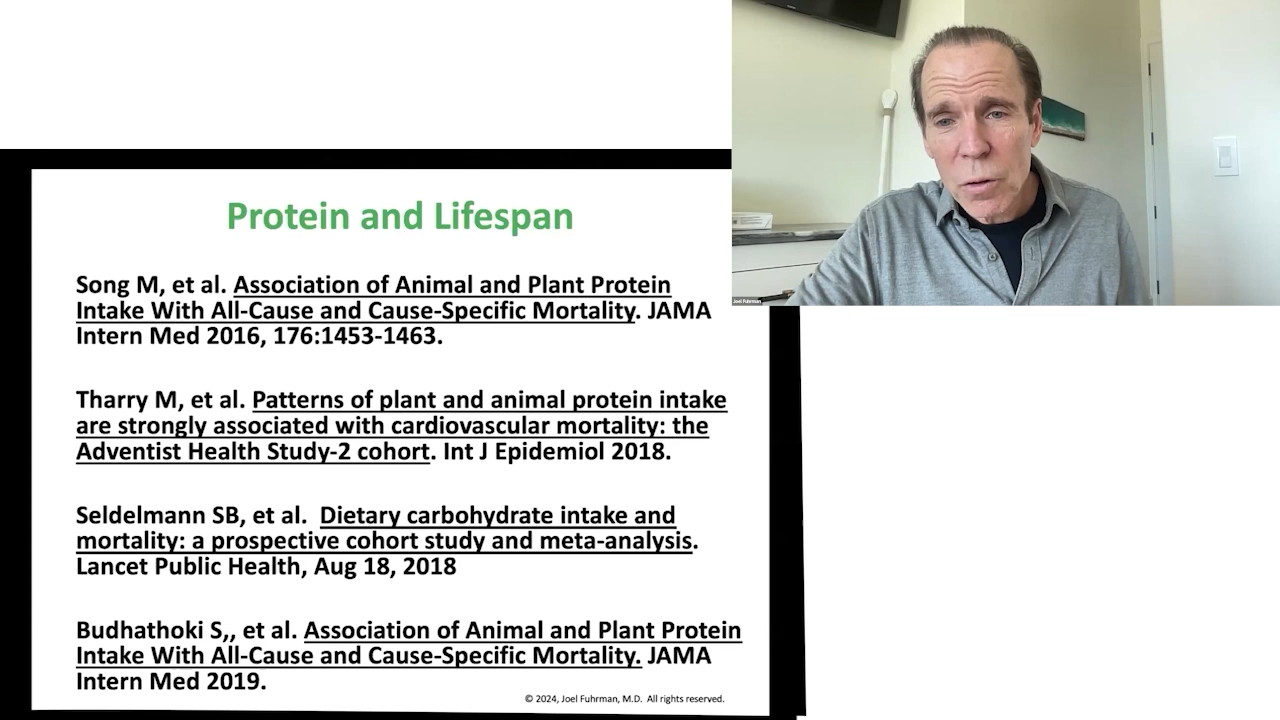 Protein and Lifespan
Song M, et al. Association of Animal and Plant Protein
Intake With All-Cause and Cause-Specific Mortality. JAMA
Intern Med 2016, 176:1453-1463.
Tharry M, et al. Patterns of plant and animal protein intake
are strongly associated with cardiovascular mortality: the
Adventist Health Study-2 cohort. Int J Epidemiol 2018.
Seldelmann SB, et al. Dietary carbohydrate intake and
mortality: a prospective cohort study and meta-analysis.
Lancet Public Health, Aug 18, 2018
Budhathoki S,, et al. Association of Animal and Plant Protein
Intake With All-Cause and Cause-Specific Mortality. JAMA
Intern Med 2019.
© 2024, Joel Fuhrman, M.D. All rights reserved.
Joel Fuhrman